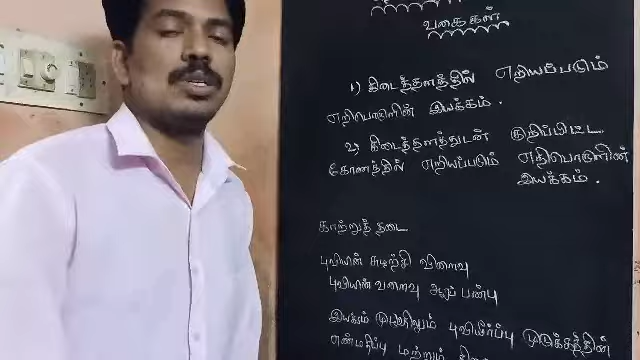 வகைகள்
1) கிடைத்தளத்தில் எறியப்படும்
எறிபொருளின் இயக்கம்.
2) கிடைத்தளத்துடன் குறிப்பிட்ட
கோணத்தில் எறியப்படும் எறிபொருளின்
இயக்கம்.
காற்றுத் தடை
புவியின் சுழற்சி விளைவு
புவியின் வளைவு ஆரப் பண்பு
இயக்கம் முழுவதிலும் புவியீர்ப்பு முடுக்கத்தின்
எண்மதிப்பு மற்றும்